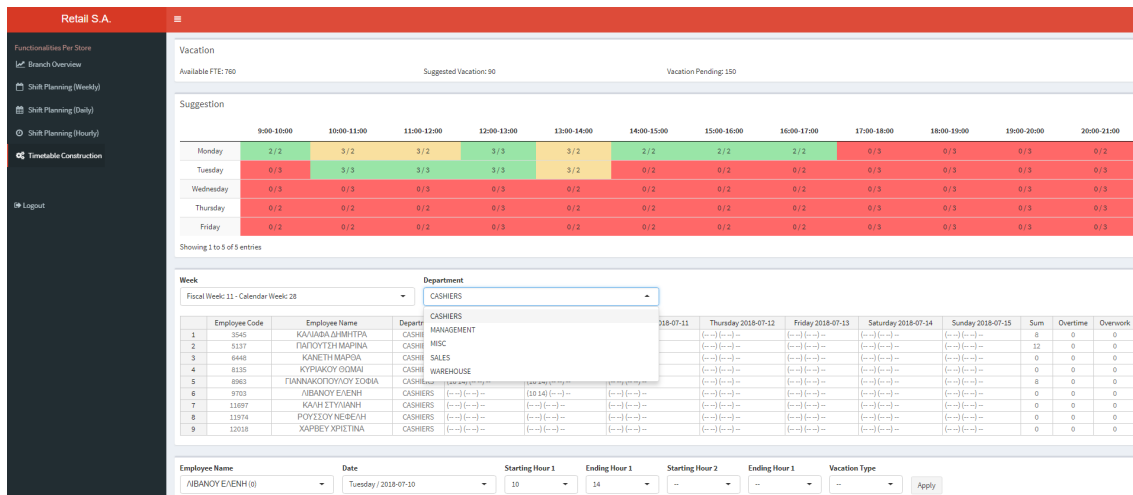 Retail S.A.
Functionalities Per Store
Branch Overview
Shift Planning (Weekly)
Shift Planning (Daily)
Shift Planning (Hourly)
Timetable Construction
Logout
Vacation
Available FTE: 760 Suggested Vacation: 90 Vacation Pending: 150
Suggestion
9:00-10:00 10:00-11:00 11:00-12:00 12:00-13:00 13:00-14:00 14:00-15:00 15:00-16:00 16:00-17:00 17:00-18:00 18:00-19:00 19:00-20:00 20:00-21:00
Monday 2 / 2 3 / 2 3 / 2 3 / 3 3 / 2 2 / 2 2 / 2 2 / 2 0 / 3 0 / 3 0 / 3 0 / 2
Tuesday 0 / 3 3 / 3 3 / 3 3 / 3 3 / 2 0 / 2 0 / 2 0 / 2 0 / 3 0 / 3 0 / 3 0 / 3
Wednesday 0 / 3 0 / 3 0 / 3 0 / 3 0 / 2 0 / 2 0 / 2 0 / 2 0 / 3 0 / 3 0 / 3 0 / 3
Thursday 0 / 2 0 / 2 0 / 2 0 / 3 0 / 2 0 / 2 0 / 2 0 / 2 0 / 3 0 / 3 0 / 3 0 / 3
Friday 0 / 2 0 / 2 0 / 2 0 / 3 0 / 2 0 / 2 0 / 2 0 / 2 0 / 3 0 / 3 0 / 3 0 / 3
Showing 1 to 5 of 5 entries
Week Department
Fiscal Week: 11 - Calendar Week: 28 CASHIERS
CASHIERS
MANAGEMENT
MISC
SALES
WAREHOUSE
Employee Code Employee Name Thursday 2018-07-12 Friday 2018-07-13 Saturday 2018-07-14 Sunday 2018-07-15 Sum Overtime Overwork
1 3545 ΚΑΛΙΑΦΑ ΔΗΜΗΤΡΑ (-- --) (-- --) -- (-- --) (-- --) -- (-- --) (-- --) -- (-- --) (-- --) -- 8 0 0
2 5137 ΠΑΠΟΥΤΣΗ ΜΑΡΙΝΑ (-- --) (-- --) -- (-- --) (-- --) -- (-- --) (-- --) -- (-- --) (-- --) -- 12 0 0
3 6448 ΚΑΝΕΤΗ ΜΑΡΘΑ (-- --) (-- --) -- (-- --) (-- --) -- (-- --) (-- --) -- (-- --) (-- --) -- 0 0 0
4 8135 ΚΥΡΙΑΚΟΥ ΘΩΜΑΙ (-- --) (-- --) -- (-- --) (-- --) -- (-- --) (-- --) -- (-- --) (-- --) -- 0 0 0
5 8963 ΓΙΑΝΝΑΚΟΠΟΥΛΟΥ ΣΟΦΙΑ CASHIERS (10 14) (-- --) -- (10 14) (-- --) -- (-- --) (-- --) -- (-- --) (-- --) -- (-- --) (-- --) -- (-- --) (-- --) -- (-- --) (-- --) -- 8 0 0
6 9703 ΛΙΒΑΝΟΥ ΕΛΕΝΗ CASHIERS (-- --) (-- --) -- (10 14) (-- --) -- (-- --) (-- --) -- (-- --) (-- --) -- (-- --) (-- --) -- (-- --) (-- --) -- (-- --) (-- --) -- 0 0 0
7 11697 ΚΑΛΗ ΣΤΥΛΙΑΝΗ CASHIERS (-- --) (-- --) -- (-- --) (-- --) -- (-- --) (-- --) -- (-- --) (-- --) -- (-- --) (-- --) -- (-- --) (-- --) -- (-- --) (-- --) -- 0 0 0
8 11974 ΡΟΥΣΣΟΥ ΝΕΦΕΛΗ CASHIERS (-- --) (-- --) -- (-- --) (-- --) -- (-- --) (-- --) -- (-- --) (-- --) -- (-- --) (-- --) -- (-- --) (-- --) -- (-- --) (-- --) -- 0 0 0
9 12018 ΧΑΡΒΕΥ ΧΡΙΣΤΙΝΑ CASHIERS (-- --) (-- --) -- (-- --) (-- --) -- (-- --) (-- --) -- (-- --) (-- --) -- (-- --) (-- --) -- (-- --) (-- --) -- (-- --) (-- --) -- 0 0 0
Employee Name Date Starting Hour 1 Ending Hour 1 Starting Hour 2 Ending Hour 1 Vacation Type
ΛΙΒΑΝΟΥ ΕΛΕΝΗ (0) Tuesday / 2018-07-10 10 14 -- -- -- Apply